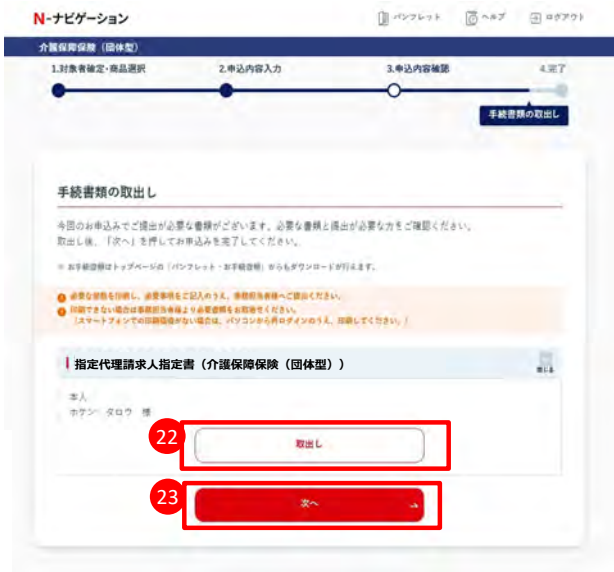 N-ナビゲーション
パンフレット ヘルプ ログアウト
介護保障保険（団体型）
1.対象者確定・商品選択 2.申込内容入力 3.申込内容確認 4.完了
手続書類の取出し
手続書類の取出し
今回のお申込みでご提出が必要な書類がございます。必要な書類と提出が必要な方をご確認ください。
取出し後、「次へ」を押してお申込みを完了してください。
※ お手続書類はトップページの「パンフレット・お手続書類」からもダウンロードが行えます。
必要な書類を印刷し、必要事項をご記入のうえ、事務担当者様へご提出ください。
印刷できない場合は事務担当者様より必要書類をお取寄せください。
（スマートフォンでの印刷環境がない場合は、パソコンから再ログインのうえ、印刷してください。）
指定代理請求人指定書（介護保障保険（団体型））
閉じる
本人
ホケン タロウ 様
22
取出し
23
次へ